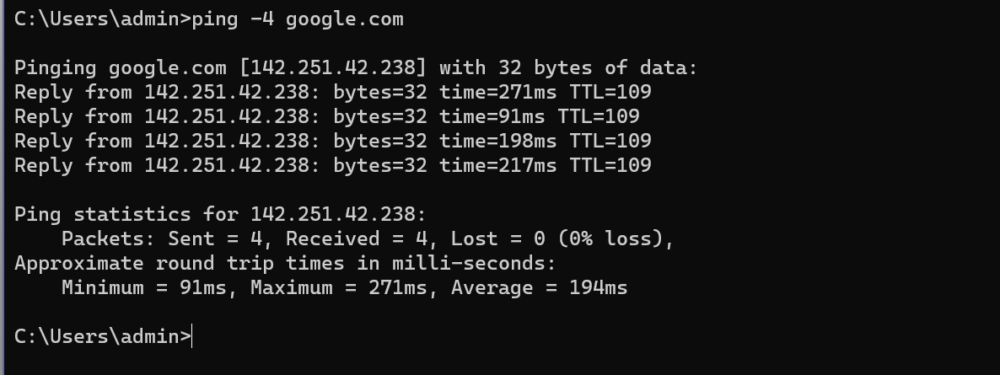 C:\Users\admin>ping -4 google.com
Pinging google.com [142.251.42.238] with 32 bytes of data:
Reply from 142.251.42.238: bytes=32 time=271ms TTL=109
Reply from 142.251.42.238: bytes=32 time=91ms TTL=109
Reply from 142.251.42.238: bytes=32 time=198ms TTL=109
Reply from 142.251.42.238: bytes=32 time=217ms TTL=109
Ping statistics for 142.251.42.238:
    Packets: Sent = 4, Received = 4, Lost = 0 (0% loss),
Approximate round trip times in milli-seconds:
    Minimum = 91ms, Maximum = 271ms, Average = 194ms
C:\Users\admin>